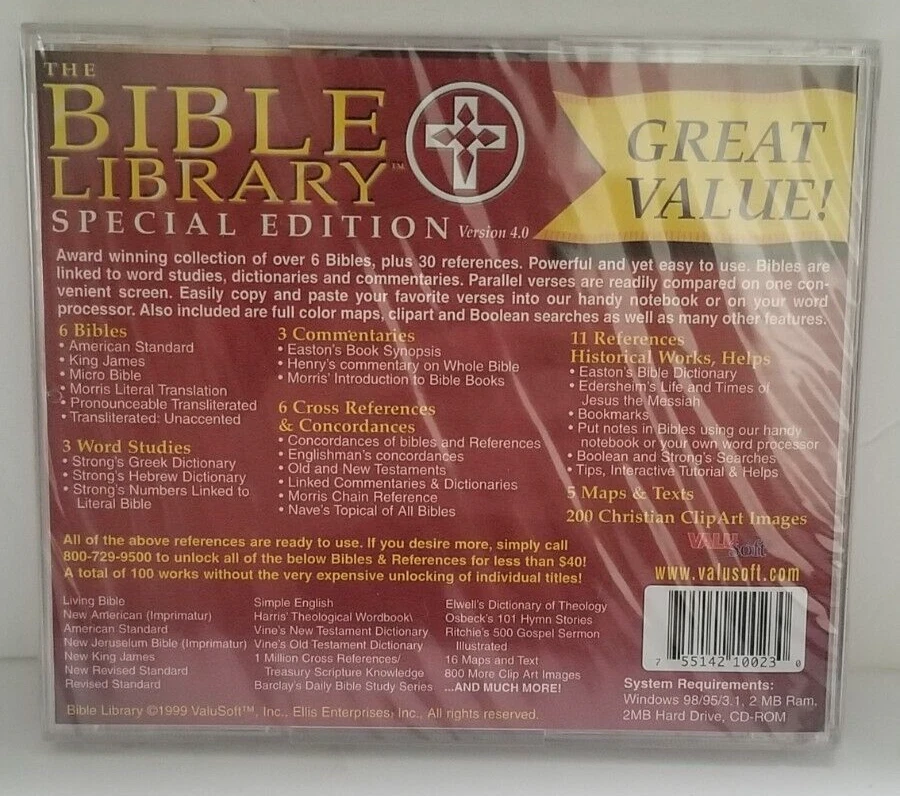 THE
BIBLE
LIBRARY™
SPECIAL EDITION Version 4.0
GREAT
VALUE!
Award winning collection of over 6 Bibles, plus 30 references. Powerful and yet easy to use. Bibles are
linked to word studies, dictionaries and commentaries. Parallel verses are readily compared on one con-
venient screen. Easily copy and paste your favorite verses into our handy notebook or on your word
processor. Also included are full color maps, clipart and Boolean searches as well as many other features.
6 Bibles
• American Standard
• King James
• Micro Bible
• Morris Literal Translation
• Pronounceable Transliterated
• Transliterated: Unaccented
3 Word Studies
• Strong's Greek Dictionary
• Strong's Hebrew Dictionary
• Strong's Numbers Linked to
Literal Bible
3 Commentaries
• Easton's Book Synopsis
• Henry's commentary on Whole Bible
• Morris' Introduction to Bible Books
6 Cross References
& Concordances
• Concordances of bibles and References
• Englishman's concordances
• Old and New Testaments
• Linked Commentaries & Dictionaries
• Morris Chain Reference
• Nave's Topical of All Bibles
11 References
Historical Works, Helps
• Easton's Bible Dictionary
• Edersheim's Life and Times of
Jesus the Messiah
• Bookmarks
• Put notes in Bibles using our handy
notebook or your own word processor
• Boolean and Strong's Searches
• Tips, Interactive Tutorial & Helps
5 Maps & Texts
200 Christian ClipArt Images
All of the above references are ready to use. If you desire more, simply call
800-729-9500 to unlock all of the below Bibles & References for less than $40!
A total of 100 works without the very expensive unlocking of individual titles!
VALU
Soft
www.valusoft.com
Living Bible
New American (Imprimatur)
American Standard
New Jeruselum Bible (Imprimatur)
New King James
New Revised Standard
Revised Standard
Simple English
Harris' Theological Wordbook\
Vine's New Testament Dictionary
Vine's Old Testament Dictionary
1 Million Cross References/
Treasury Scripture Knowledge
Barclay's Daily Bible Study Series
Elwell's Dictionary of Theology
Osbeck's 101 Hymn Stories
Ritchie's 500 Gospel Sermon
Illustrated
16 Maps and Text
800 More Clip Art Images
...AND MUCH MORE!
7 55142 10023 0
System Requirements:
Windows 98/95/3.1, 2 MB Ram,
2MB Hard Drive, CD-ROM
Bible Library ©1999 ValuSoft™, Inc., Ellis Enterprises, Inc., All rights reserved.